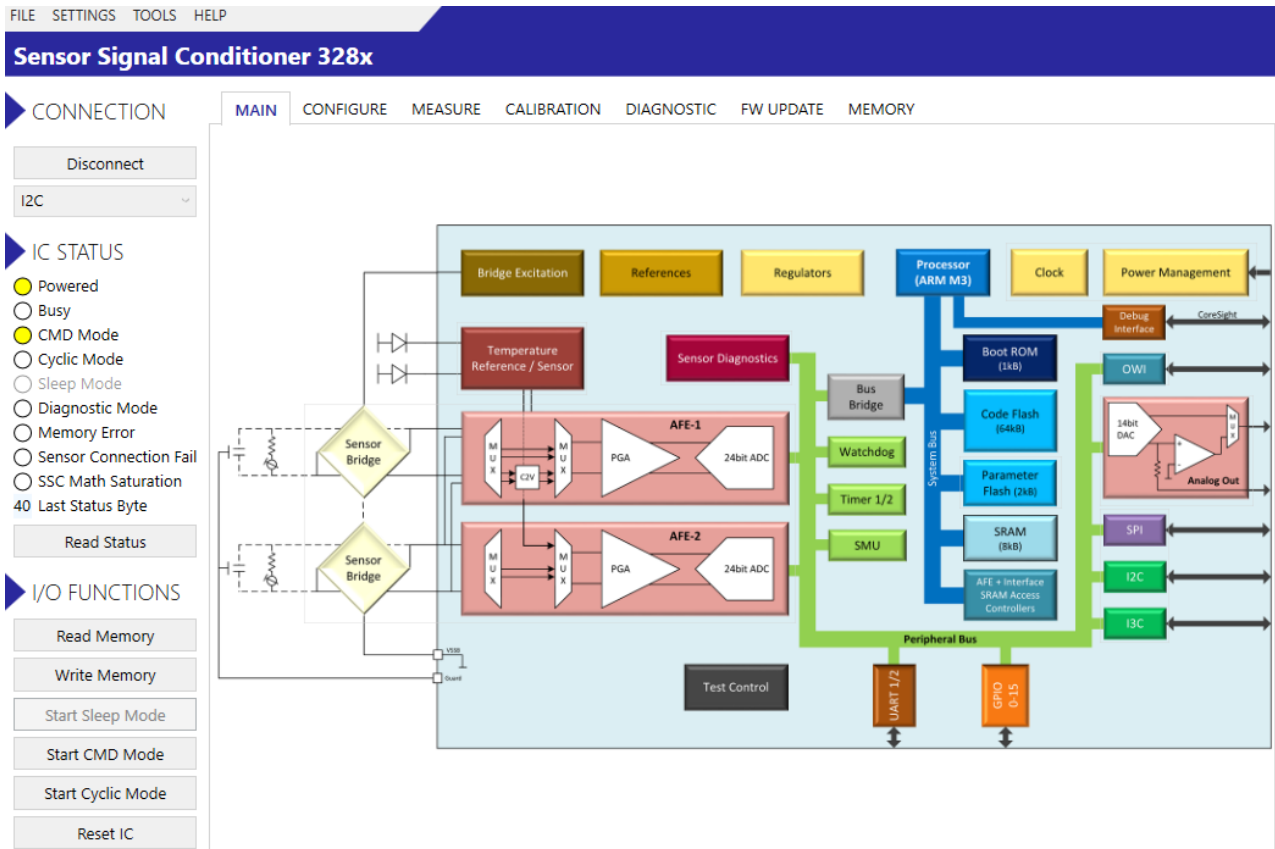 FILE SETTINGS TOOLS HELP
Sensor Signal Conditioner 328x
CONNECTION
Disconnect
I2C
IC STATUS
Powered
Busy
CMD Mode
Cyclic Mode
Sleep Mode
Diagnostic Mode
Memory Error
Sensor Connection Fail
SSC Math Saturation
40 Last Status Byte
Read Status
I/O FUNCTIONS
Read Memory
Write Memory
Start Sleep Mode
Start CMD Mode
Start Cyclic Mode
Reset IC
MAIN CONFIGURE MEASURE CALIBRATION DIAGNOSTIC FW UPDATE MEMORY
Bridge Excitation
References
Regulators
Processor
(ARM M3)
Clock
Power Management
Debug
Interface
CoreSight
Temperature
Reference / Sensor
Sensor Diagnostics
Boot ROM
(1kB)
OWI
Bus
Bridge
Code Flash
(64kB)
System Bus
14bit
DAC
MUX
Analog Out
Sensor
Bridge
AFE-1
MUX
C2V
MUX
PGA
24bit ADC
Watchdog
Parameter
Flash (2kB)
Timer 1/2
Sensor
Bridge
AFE-2
MUX
MUX
PGA
24bit ADC
SMU
SRAM
(8kB)
SPI
AFE + Interface
SRAM Access
Controllers
I2C
I3C
Peripheral Bus
VSSB
Guard
Test Control
UART 1/2
GPIO
0-15